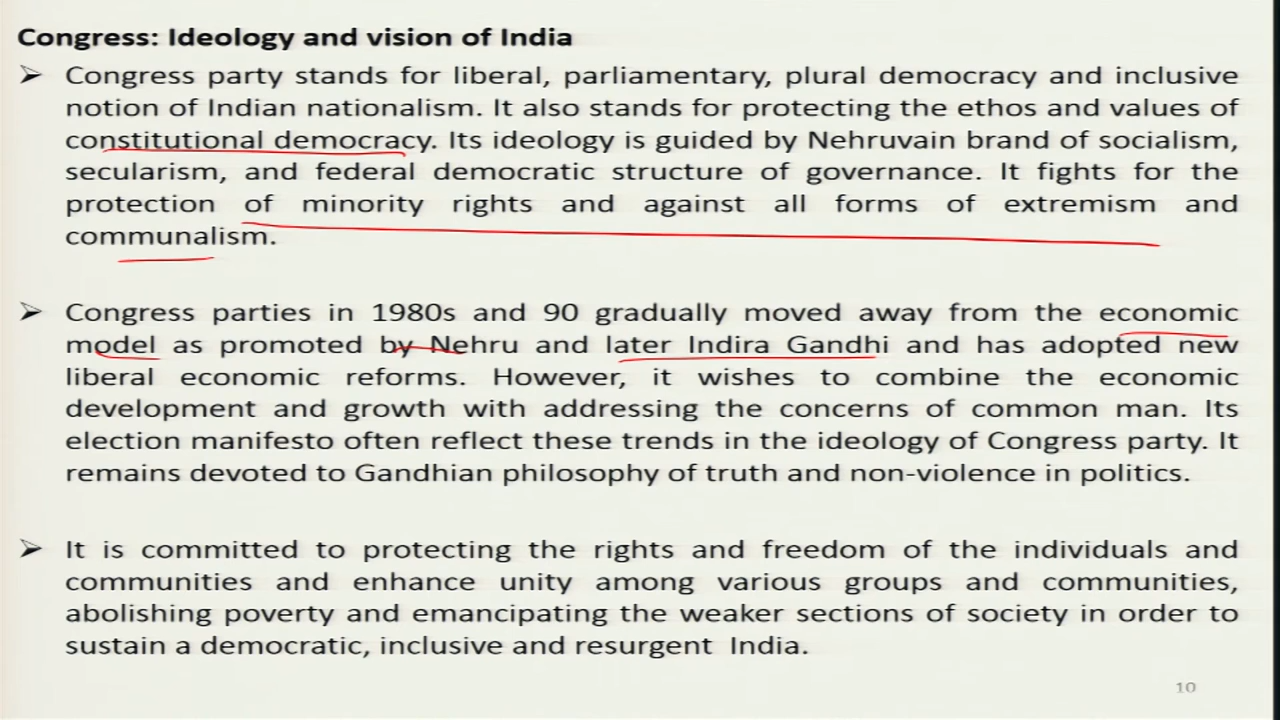 Congress: Ideology and vision of India
➢ Congress party stands for liberal, parliamentary, plural democracy and inclusive
notion of Indian nationalism. It also stands for protecting the ethos and values of
constitutional democracy. Its ideology is guided by Nehruvain brand of socialism,
secularism, and federal democratic structure of governance. It fights for the
protection of minority rights and against all forms of extremism and
communalism.
➢ Congress parties in 1980s and 90 gradually moved away from the economic
model as promoted by Nehru and later Indira Gandhi and has adopted new
liberal economic reforms. However, it wishes to combine the economic
development and growth with addressing the concerns of common man. Its
election manifesto often reflect these trends in the ideology of Congress party. It
remains devoted to Gandhian philosophy of truth and non-violence in politics.
➢ It is committed to protecting the rights and freedom of the individuals and
communities and enhance unity among various groups and communities,
abolishing poverty and emancipating the weaker sections of society in order to
sustain a democratic, inclusive and resurgent India.
10